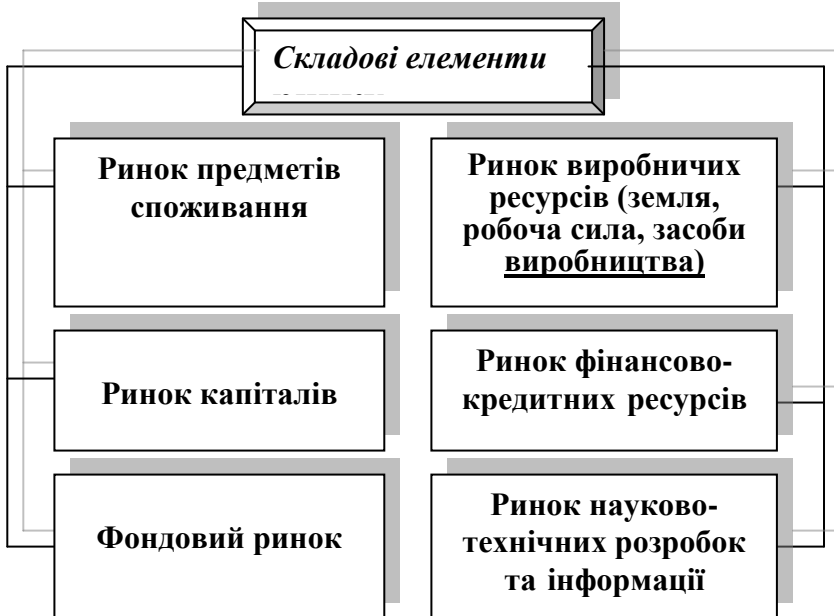 Складові елементи
Ринок предметів
споживання
Ринок виробничих
ресурсів (земля,
робоча сила, засоби
виробництва)
Ринок капіталів
Ринок фінансово-
кредитних ресурсів
Фондовий ринок
Ринок науково-
технічних розробок
та інформації